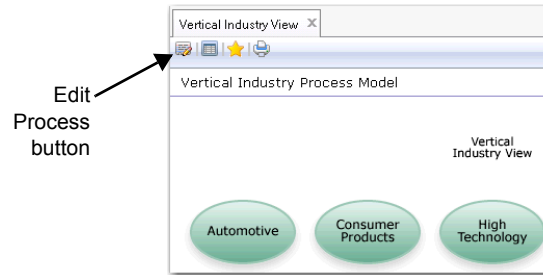 Vertical Industry View
Edit
Process
button
Vertical Industry Process Model
Vertical
Industry View
Automotive
Consumer
Products
High
Technology